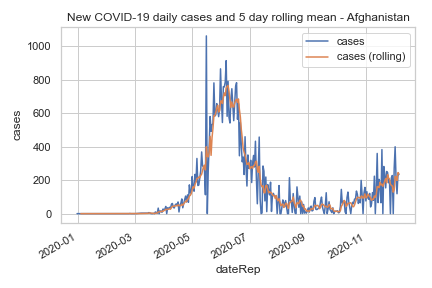 New COVID-19 daily cases and 5 day rolling mean - Afghanistan
cases
cases (rolling)
1000
800
600
400
200
0
cases
2020-01
2020-03
2020-05
2020-07
2020-09
2020-11
dateRep